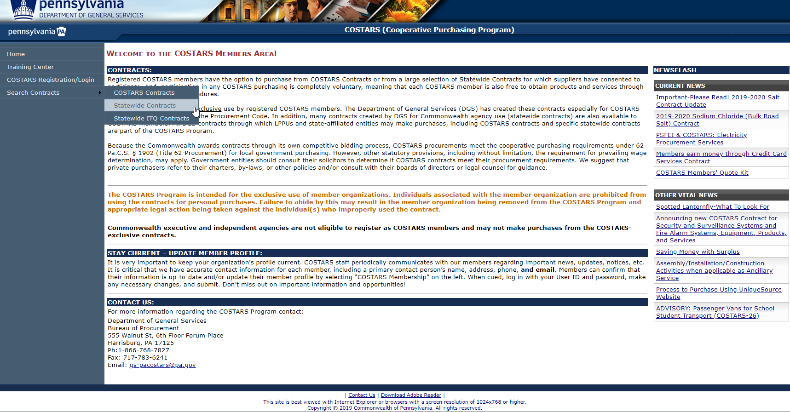 pennsylvania
DEPARTMENT OF GENERAL SERVICES
pennsylvania PA
COSTARS (Cooperative Purchasing Program)
Home
Training Center
COSTARS Registration/Login
Search Contracts
COSTARS Contracts
Statewide Contracts
Statewide ITQ Contracts
WELCOME TO THE COSTARS MEMBERS AREA!
CONTRACTS:
Registered COSTARS members have the option to purchase from COSTARS Contracts or from a large selection of Statewide Contracts for which suppliers have consented to
in any COSTARS purchasing is completely voluntary, meaning that each COSTARS member is also free to obtain products and services through
dures.
xclusive use by registered COSTARS members. The Department of General Services (DGS) has created these contracts especially for COSTARS
the Procurement Code. In addition, many contracts created by DGS for Commonwealth agency use (statewide contracts) are also available to
contracts through which LPPUs and state-affiliated entities may make purchases, including COSTARS contracts and specific statewide contracts
are part of the COSTARS Program.
Because the Commonwealth awards contracts through its own competitive bidding process, COSTARS procurements meet the cooperative purchasing requirements under 62
Pa.C.S. § 1902 (Title 62 Procurement) for local government purchasing. However, other statutory provisions, including without limitation, the requirement for prevailing wage
determination, may apply. Government entities should consult their solicitors to determine if COSTARS contracts meet their procurement requirements. We suggest that
private purchasers refer to their charters, by-laws, or other policies and/or consult with their boards of directors or legal counsel for guidance.
The COSTARS Program is intended for the exclusive use of member organizations. Individuals associated with the member organization are prohibited from
using the contracts for personal purchases. Failure to abide by this may result in the member organization being removed from the COSTARS Program and
appropriate legal action being taken against the individual(s) who improperly used the contract.
Commonwealth executive and independent agencies are not eligible to register as COSTARS members and may not make purchases from the COSTARS-
exclusive contracts.
STAY CURRENT - UPDATE MEMBER PROFILE:
It is very important to keep your organization's profile current. COSTARS staff periodically communicates with our members regarding important news, updates, notices, etc.
It is critical that we have accurate contact information for each member, including a primary contact person's name, address, phone, and email. Members can confirm that
their information is up to date and/or update their member profile by selecting "COSTARS Membership" on the left. When cued, log in with your User ID and password, make
any necessary changes, and submit. Don't miss out on important information and opportunities!
CONTACT US:
For more information regarding the COSTARS Program contact:
Department of General Services
Bureau of Procurement
555 Walnut St, 6th Floor Forum Place
Harrisburg, PA 17125
Ph:1-866-768-7827
Fax: 717-783-6241
Email: gs-pacostars@pa.gov
NEWSFLASH
CURRENT NEWS
Important-Please Read! 2019-2020 Salt
Contract Update
2019-2020 Sodium Chloride (Bulk Road
Salt) Contract
PSFEI & COSTARS: Electricity
Procurement Services
Members earn money through Credit Card
Services Contract
COSTARS Members' Quote Kit
OTHER VITAL NEWS
Spotted Lanternfly-What To Look For
Announcing new COSTARS Contract for
Security and Surveillance Systems and
Fire Alarm Systems, Equipment, Products,
and Services
Saving Money with Surplus
Assembly/Installation/Construction
Activities when applicable as Ancillary
Service
Process to Purchase Using UniqueSource
Website
ADVISORY: Passenger Vans for School
Student Transport (COSTARS-26)
| Contact Us | Download Adobe Reader |
This site is best viewed with Internet Explorer or browsers with a screen resolution of 1024x768 or higher.
Copyright © 2019 Commonwealth of Pennsylvania. All rights reserved.